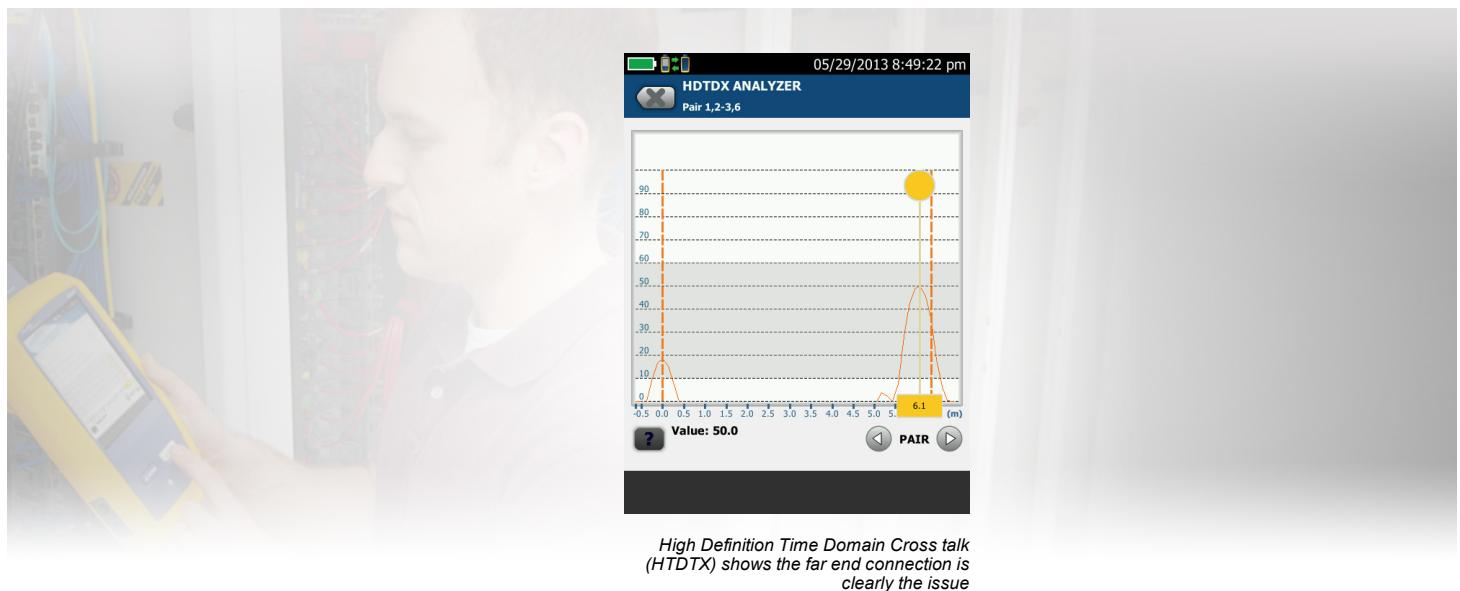 05/29/2013 8:49:22 pm
HDTDX ANALYZER
Pair 1,2-3,6
90
80
70
60
50
40
30
20
10
0
-0.5 0.0 0.5 1.0 1.5 2.0 2.5 3.0 3.5 4.0 4.5 5.0 5. 6.1 (m)
? Value: 50.0 PAIR
High Definition Time Domain Cross talk
(HTDTX) shows the far end connection is
clearly the issue